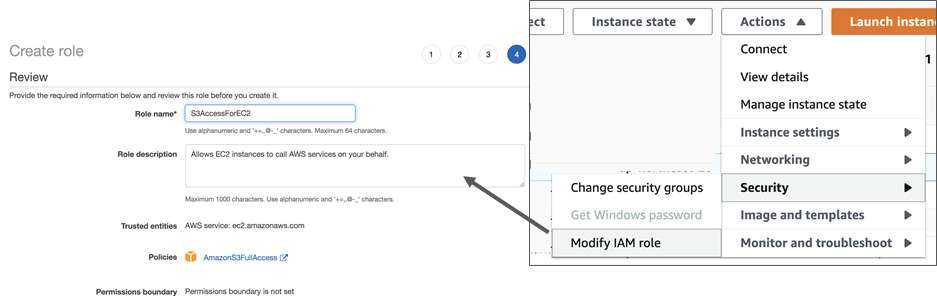 Create role
1 2 3 4
Review
Provide the required information below and review this role before you create it.
Role name* S3AccessForEC2
Use alphanumeric and '+=,.@-_' characters. Maximum 64 characters.
Role description Allows EC2 instances to call AWS services on your behalf.
Maximum 1000 characters. Use alphanumeric and '+=,.@-_' characters.
Trusted entities AWS service: ec2.amazonaws.com
Policies AmazonS3FullAccess
Permissions boundary Permissions boundary is not set
ect Instance state Actions Launch instan
Connect
1
View details
Manage instance state
Instance settings
Networking
Security
Image and templates
Monitor and troubleshoot
Change security groups
Get Windows password
Modify IAM role